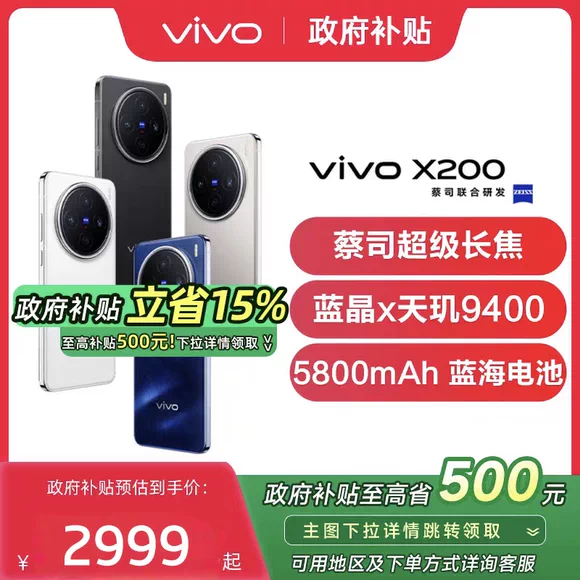 vivo 政府补贴
vivo X200
蔡司联合研发 ZEISS
蔡司超级长焦
蓝晶x天玑9400
5800mAh 蓝海电池
政府补贴 立省15%
至高补贴500元!下拉详情领取
vivo
政府补贴预估到手价:
¥ 2999 起
政府补贴至高省500元
主图下拉详情跳转领取
可用地区及下单方式详询客服